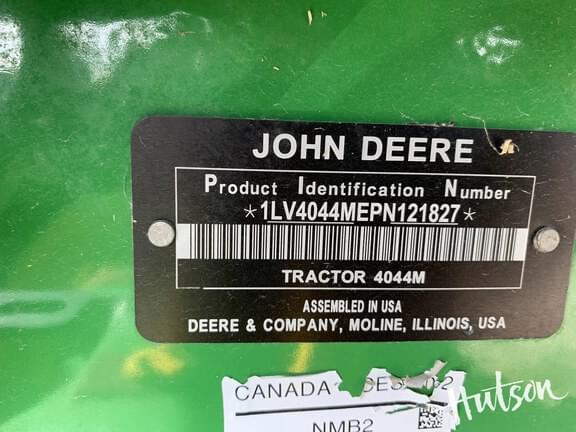 JOHN DEERE
Product Identification Number
*1LV4044MEPN121827*
TRACTOR 4044M
ASSEMBLED IN USA
DEERE & COMPANY, MOLINE, ILLINOIS, USA
CANADA
NMB2
Hutson